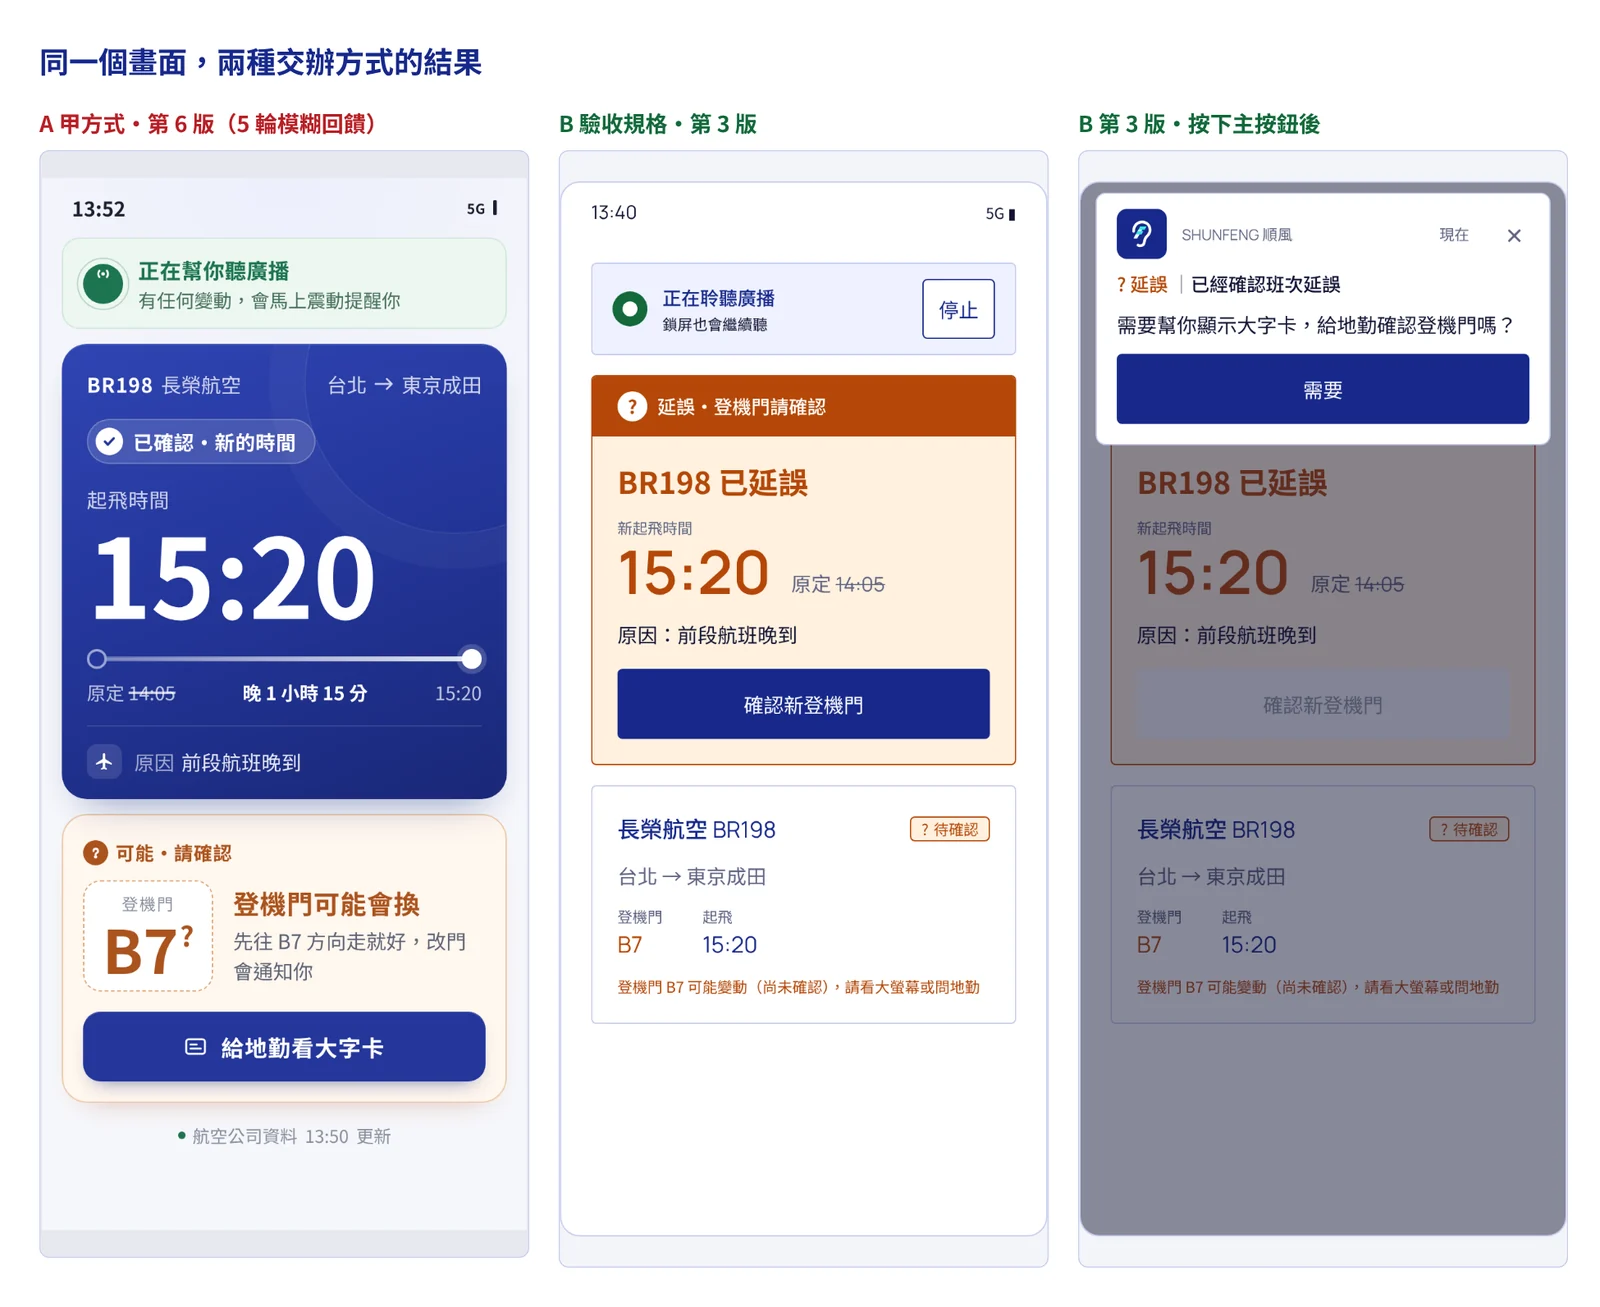 同一個畫面，兩種交辦方式的結果
A 甲方式・第 6 版（5 輪模糊回饋）
13:52
5G
正在幫你聽廣播
有任何變動，會馬上震動提醒你
BR198 長榮航空
台北 → 東京成田
已確認・新的時間
起飛時間
15:20
原定 14:05
晚 1 小時 15 分
15:20
原因 前段航班晚到
? 可能・請確認
登機門
B7?
登機門可能會換
先往 B7 方向走就好，改門
會通知你
給地勤看大字卡
航空公司資料 13:50 更新
B 驗收規格・第 3 版
13:40
5G
正在聆聽廣播
鎖屏也會繼續聽
停止
? 延誤・登機門請確認
BR198 已延誤
新起飛時間
15:20
原定 14:05
原因：前段航班晚到
確認新登機門
長榮航空 BR198
? 待確認
台北 → 東京成田
登機門
起飛
B7
15:20
登機門 B7 可能變動（尚未確認），請看大螢幕或問地勤
B 第 3 版・按下主按鈕後
SHUNFENG 順風
現在
? 延誤｜已經確認班次延誤
需要幫你顯示大字卡，給地勤確認登機門嗎？
需要
BR198 已延誤
新起飛時間
15:20
原定 14:05
原因：前段航班晚到
確認新登機門
長榮航空 BR198
? 待確認
台北 → 東京成田
登機門
起飛
B7
15:20
登機門 B7 可能變動（尚未確認），請看大螢幕或問地勤